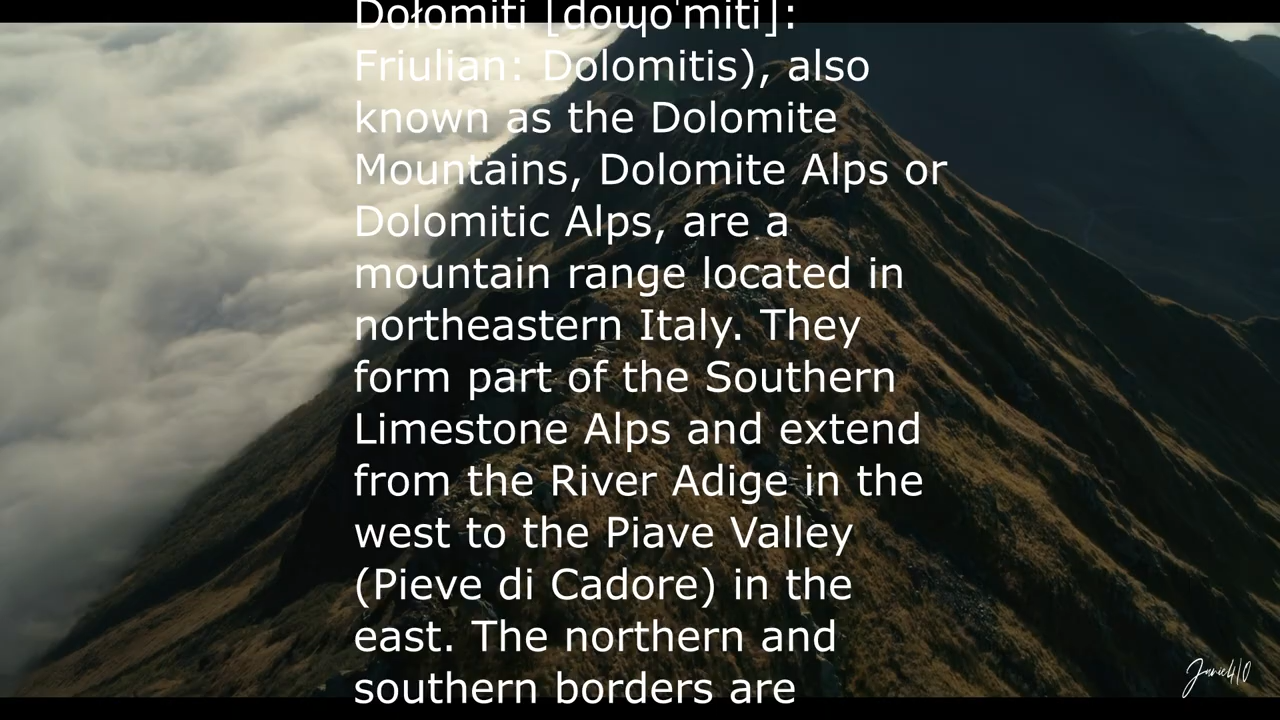 Dołomiti [doɰoˈmiti]:
Friulian: Dolomitis), also
known as the Dolomite
Mountains, Dolomite Alps or
Dolomitic Alps, are a
mountain range located in
northeastern Italy. They
form part of the Southern
Limestone Alps and extend
from the River Adige in the
west to the Piave Valley
(Pieve di Cadore) in the
east. The northern and
southern borders are